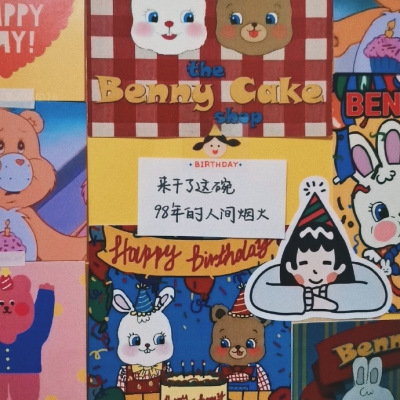 APPY
AY!
the
Benny Cake
shop
BIRTHDAY
来干了这碗
98年的人间烟火
BEN
Happy Birthday
Benn